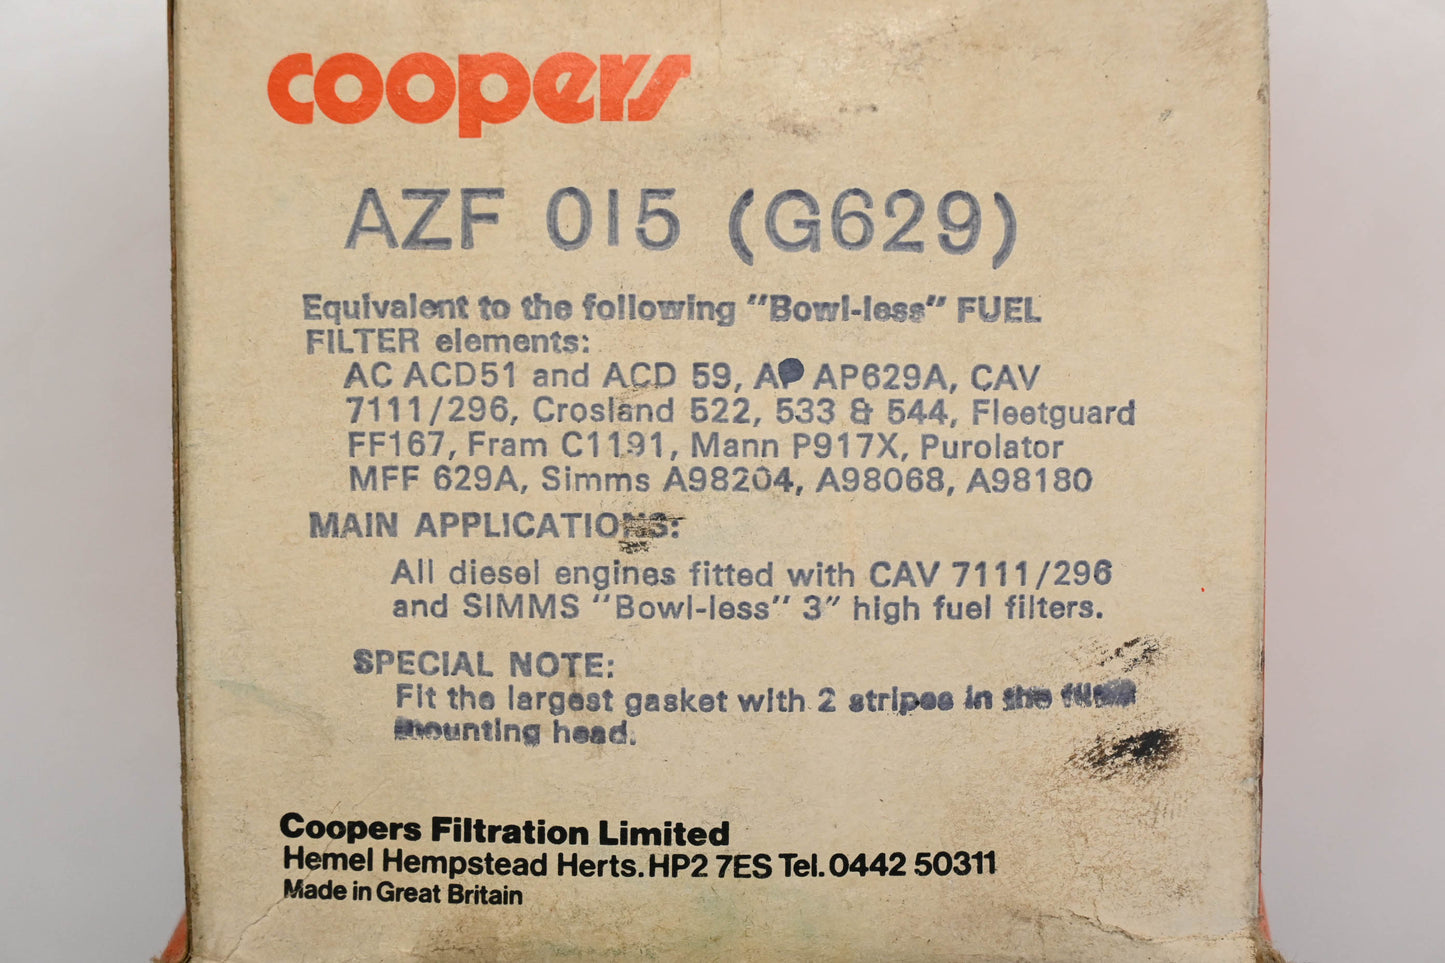 coopers
AZF 015 (G629)
Equivalent to the following "Bowl-less" FUEL
FILTER elements:
AC ACD51 and ACD 59, AP AP629A, CAV
7111/296, Crosland 522, 533 & 544, Fleetguard
FF167, Fram C1191, Mann P917X, Purolator
MFF 629A, Simms A98204, A98068, A98180
MAIN APPLICATIONS:
All diesel engines fitted with CAV 7111/296
and SIMMS "Bowl-less" 3" high fuel filters.
SPECIAL NOTE:
Fit the largest gasket with 2 stripes in the
mounting head.
Coopers Filtration Limited
Hemel Hempstead Herts. HP2 7ES Tel. 0442 50311
Made in Great Britain